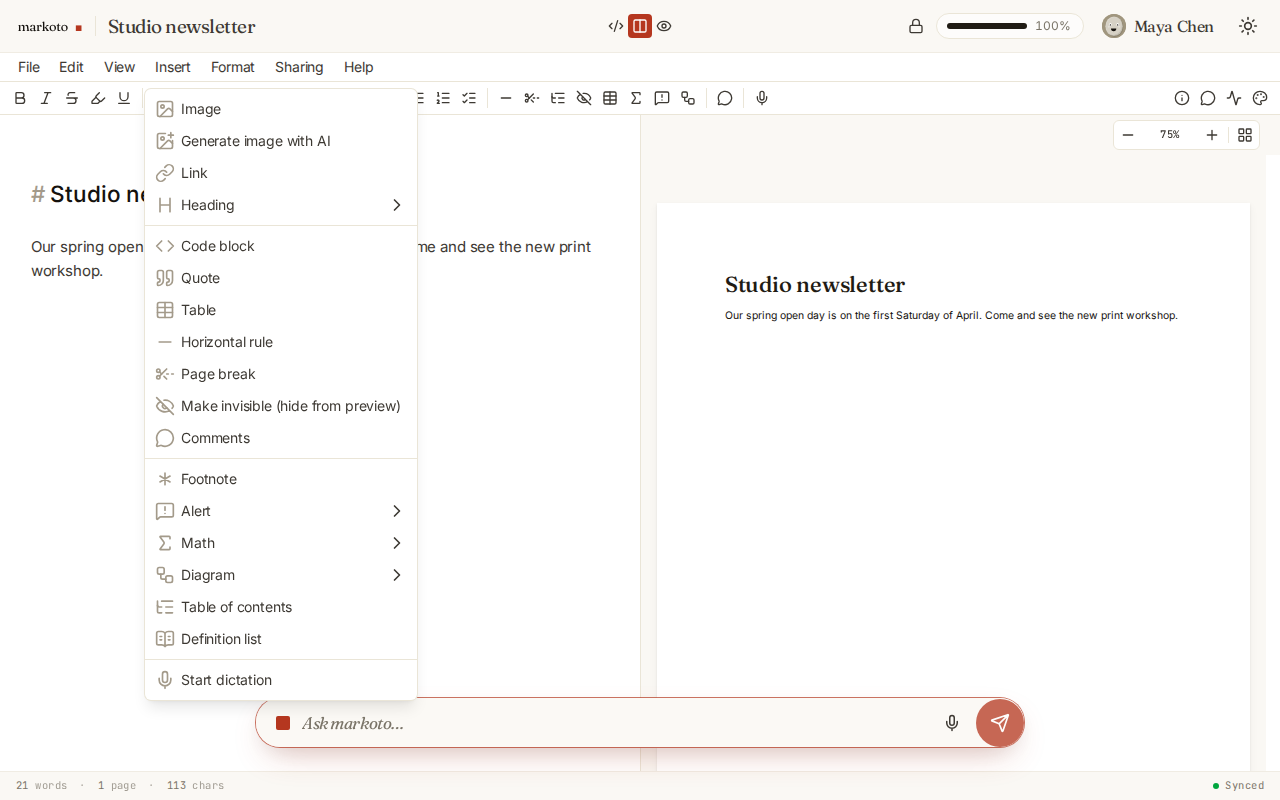 markoto
Studio newsletter
100%
Maya Chen
File Edit View Insert Format Sharing Help
75%
Image
Generate image with AI
Link
Heading
Code block
Quote
Table
Horizontal rule
Page break
Make invisible (hide from preview)
Comments
Footnote
Alert
Math
Diagram
Table of contents
Definition list
Start dictation
# Studio ne
Our spring open me and see the new print
workshop.
Studio newsletter
Our spring open day is on the first Saturday of April. Come and see the new print workshop.
Ask markoto...
21 words · 1 page · 113 chars
Synced